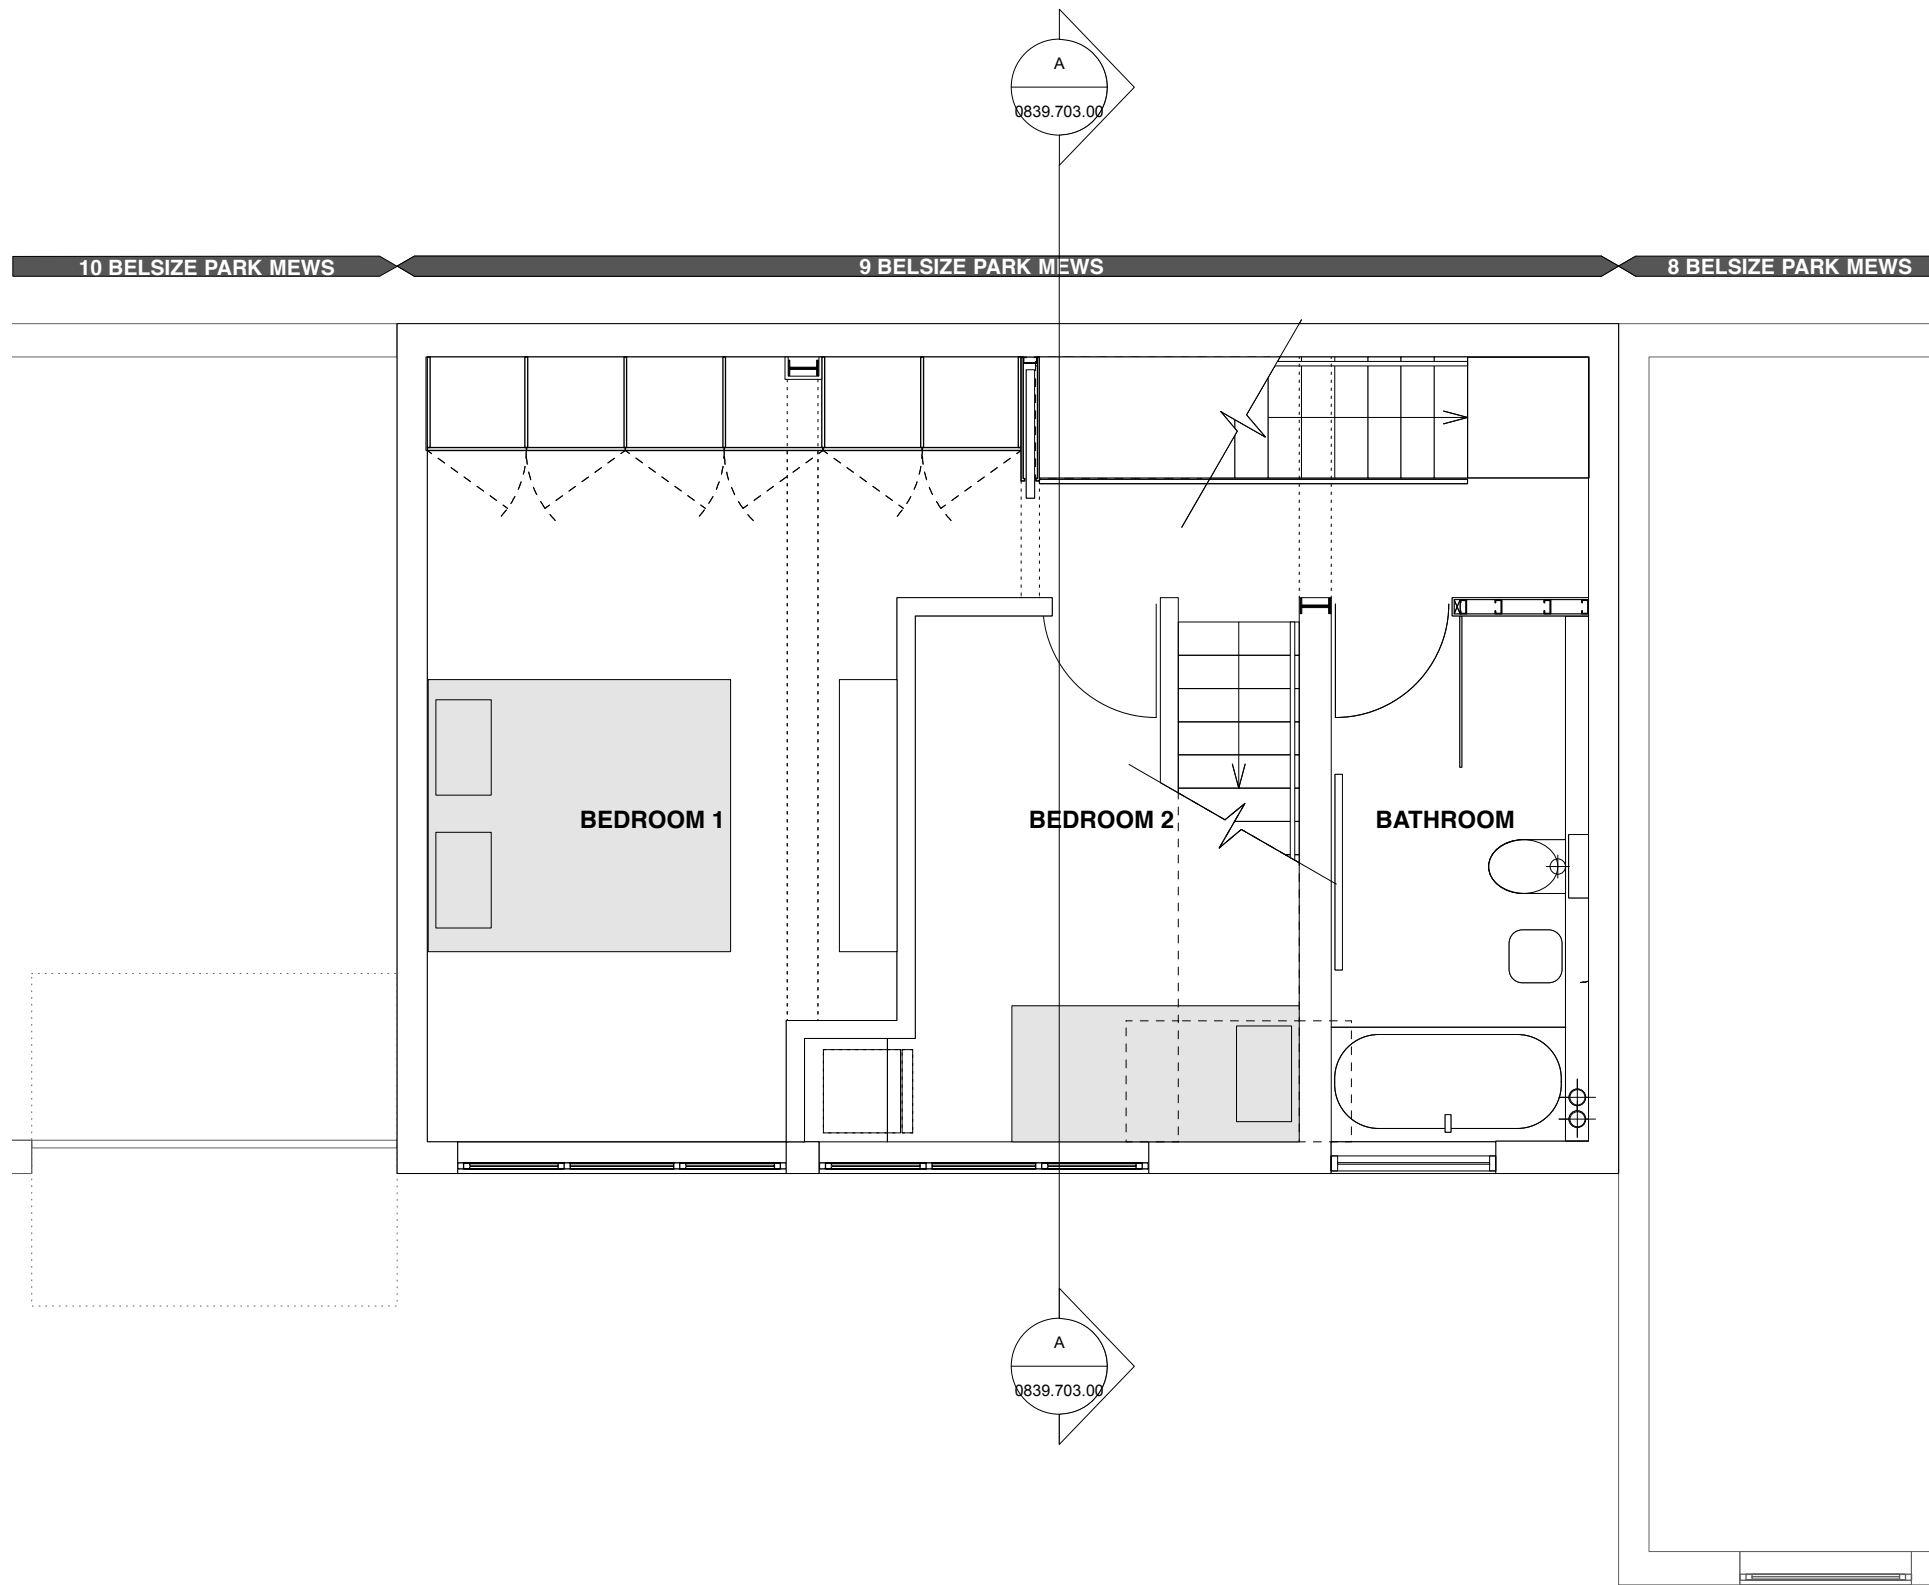 A
0839.703.00
10 BELSIZE PARK MEWS
9 BELSIZE PARK MEWS
8 BELSIZE PARK MEWS
BEDROOM 1
BEDROOM 2
BATHROOM
A
0839.703.00